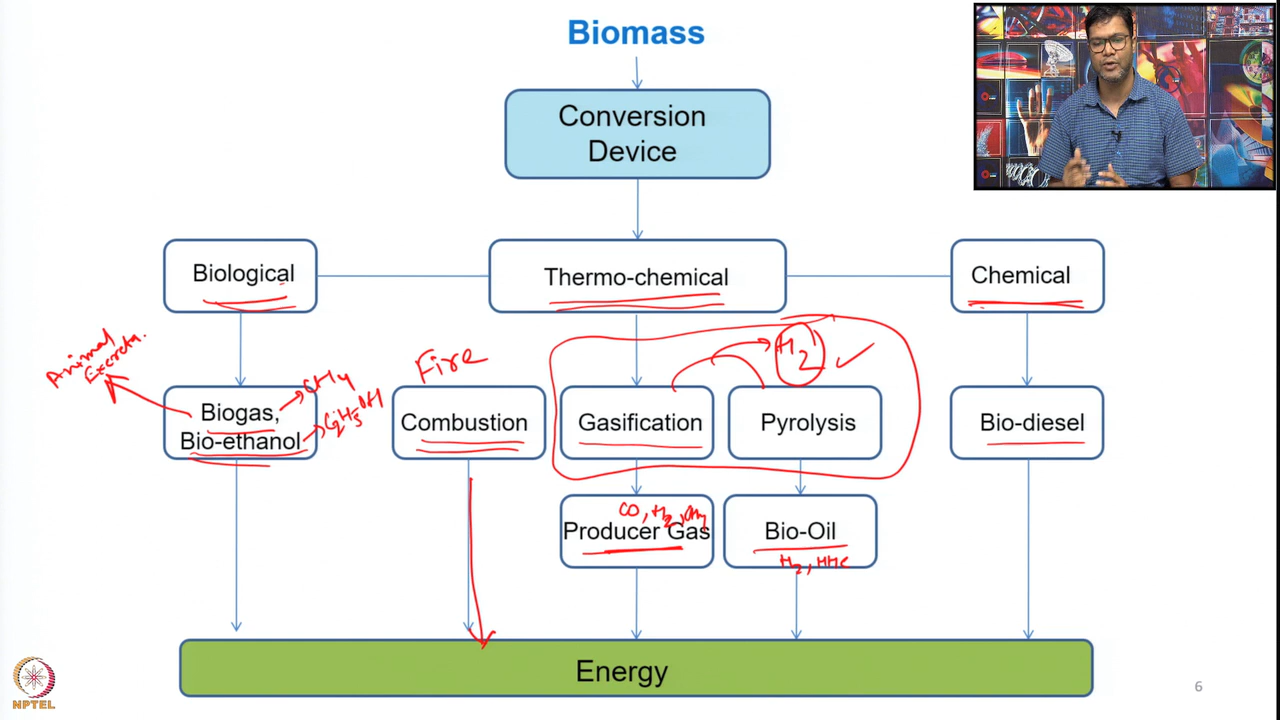 Biomass
Conversion
Device
Biological
Thermo-chemical
Chemical
Animal
Excreta.
Fire
H2
CH4
C2H5OH
Biogas,
Bio-ethanol
Combustion
Gasification
Pyrolysis
Bio-diesel
CO, H2, CH4
Producer Gas
Bio-Oil
H2, HHC
Energy
NPTEL
6